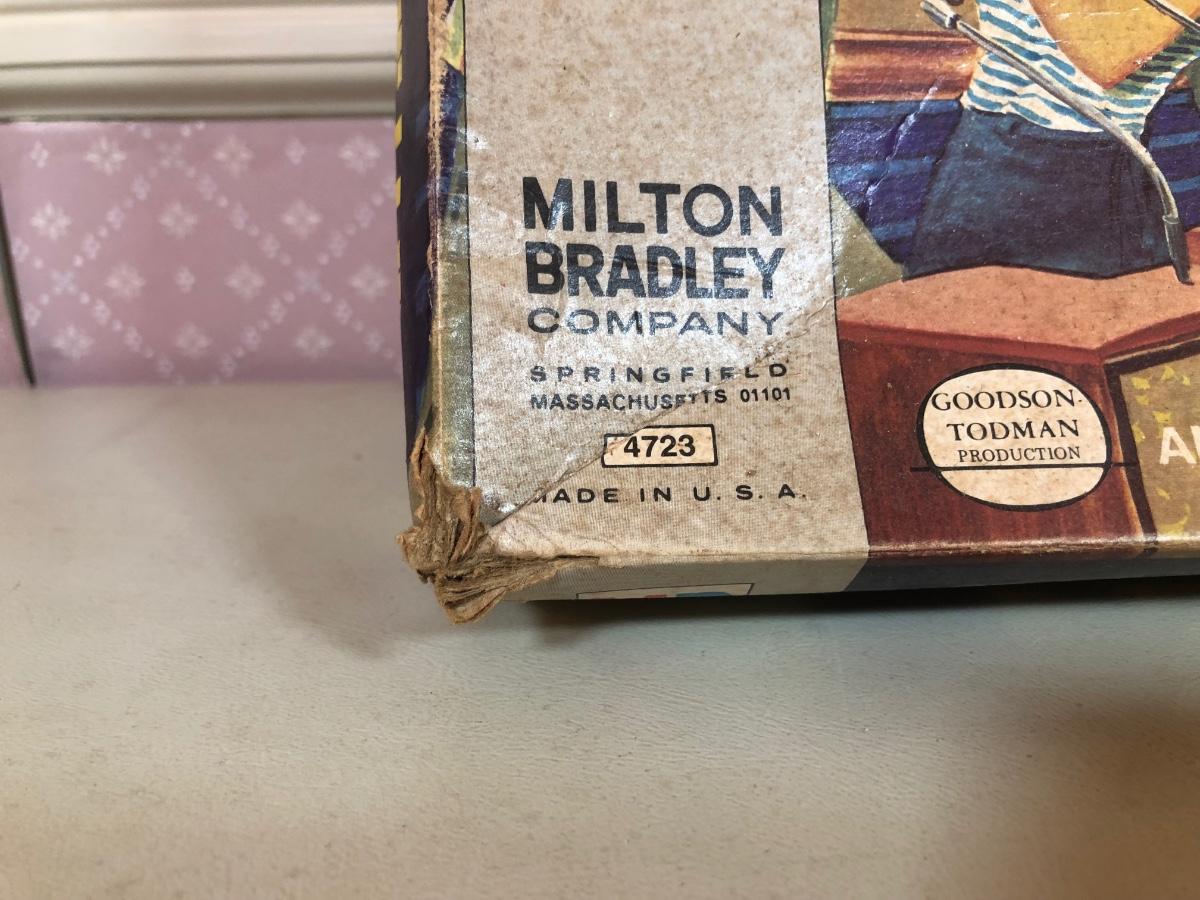 MILTON
BRADLEY
COMPANY
SPRINGFIELD
MASSACHUSETTS 01101
4723
MADE IN U. S. A.
GOODSON-
TODMAN
PRODUCTION